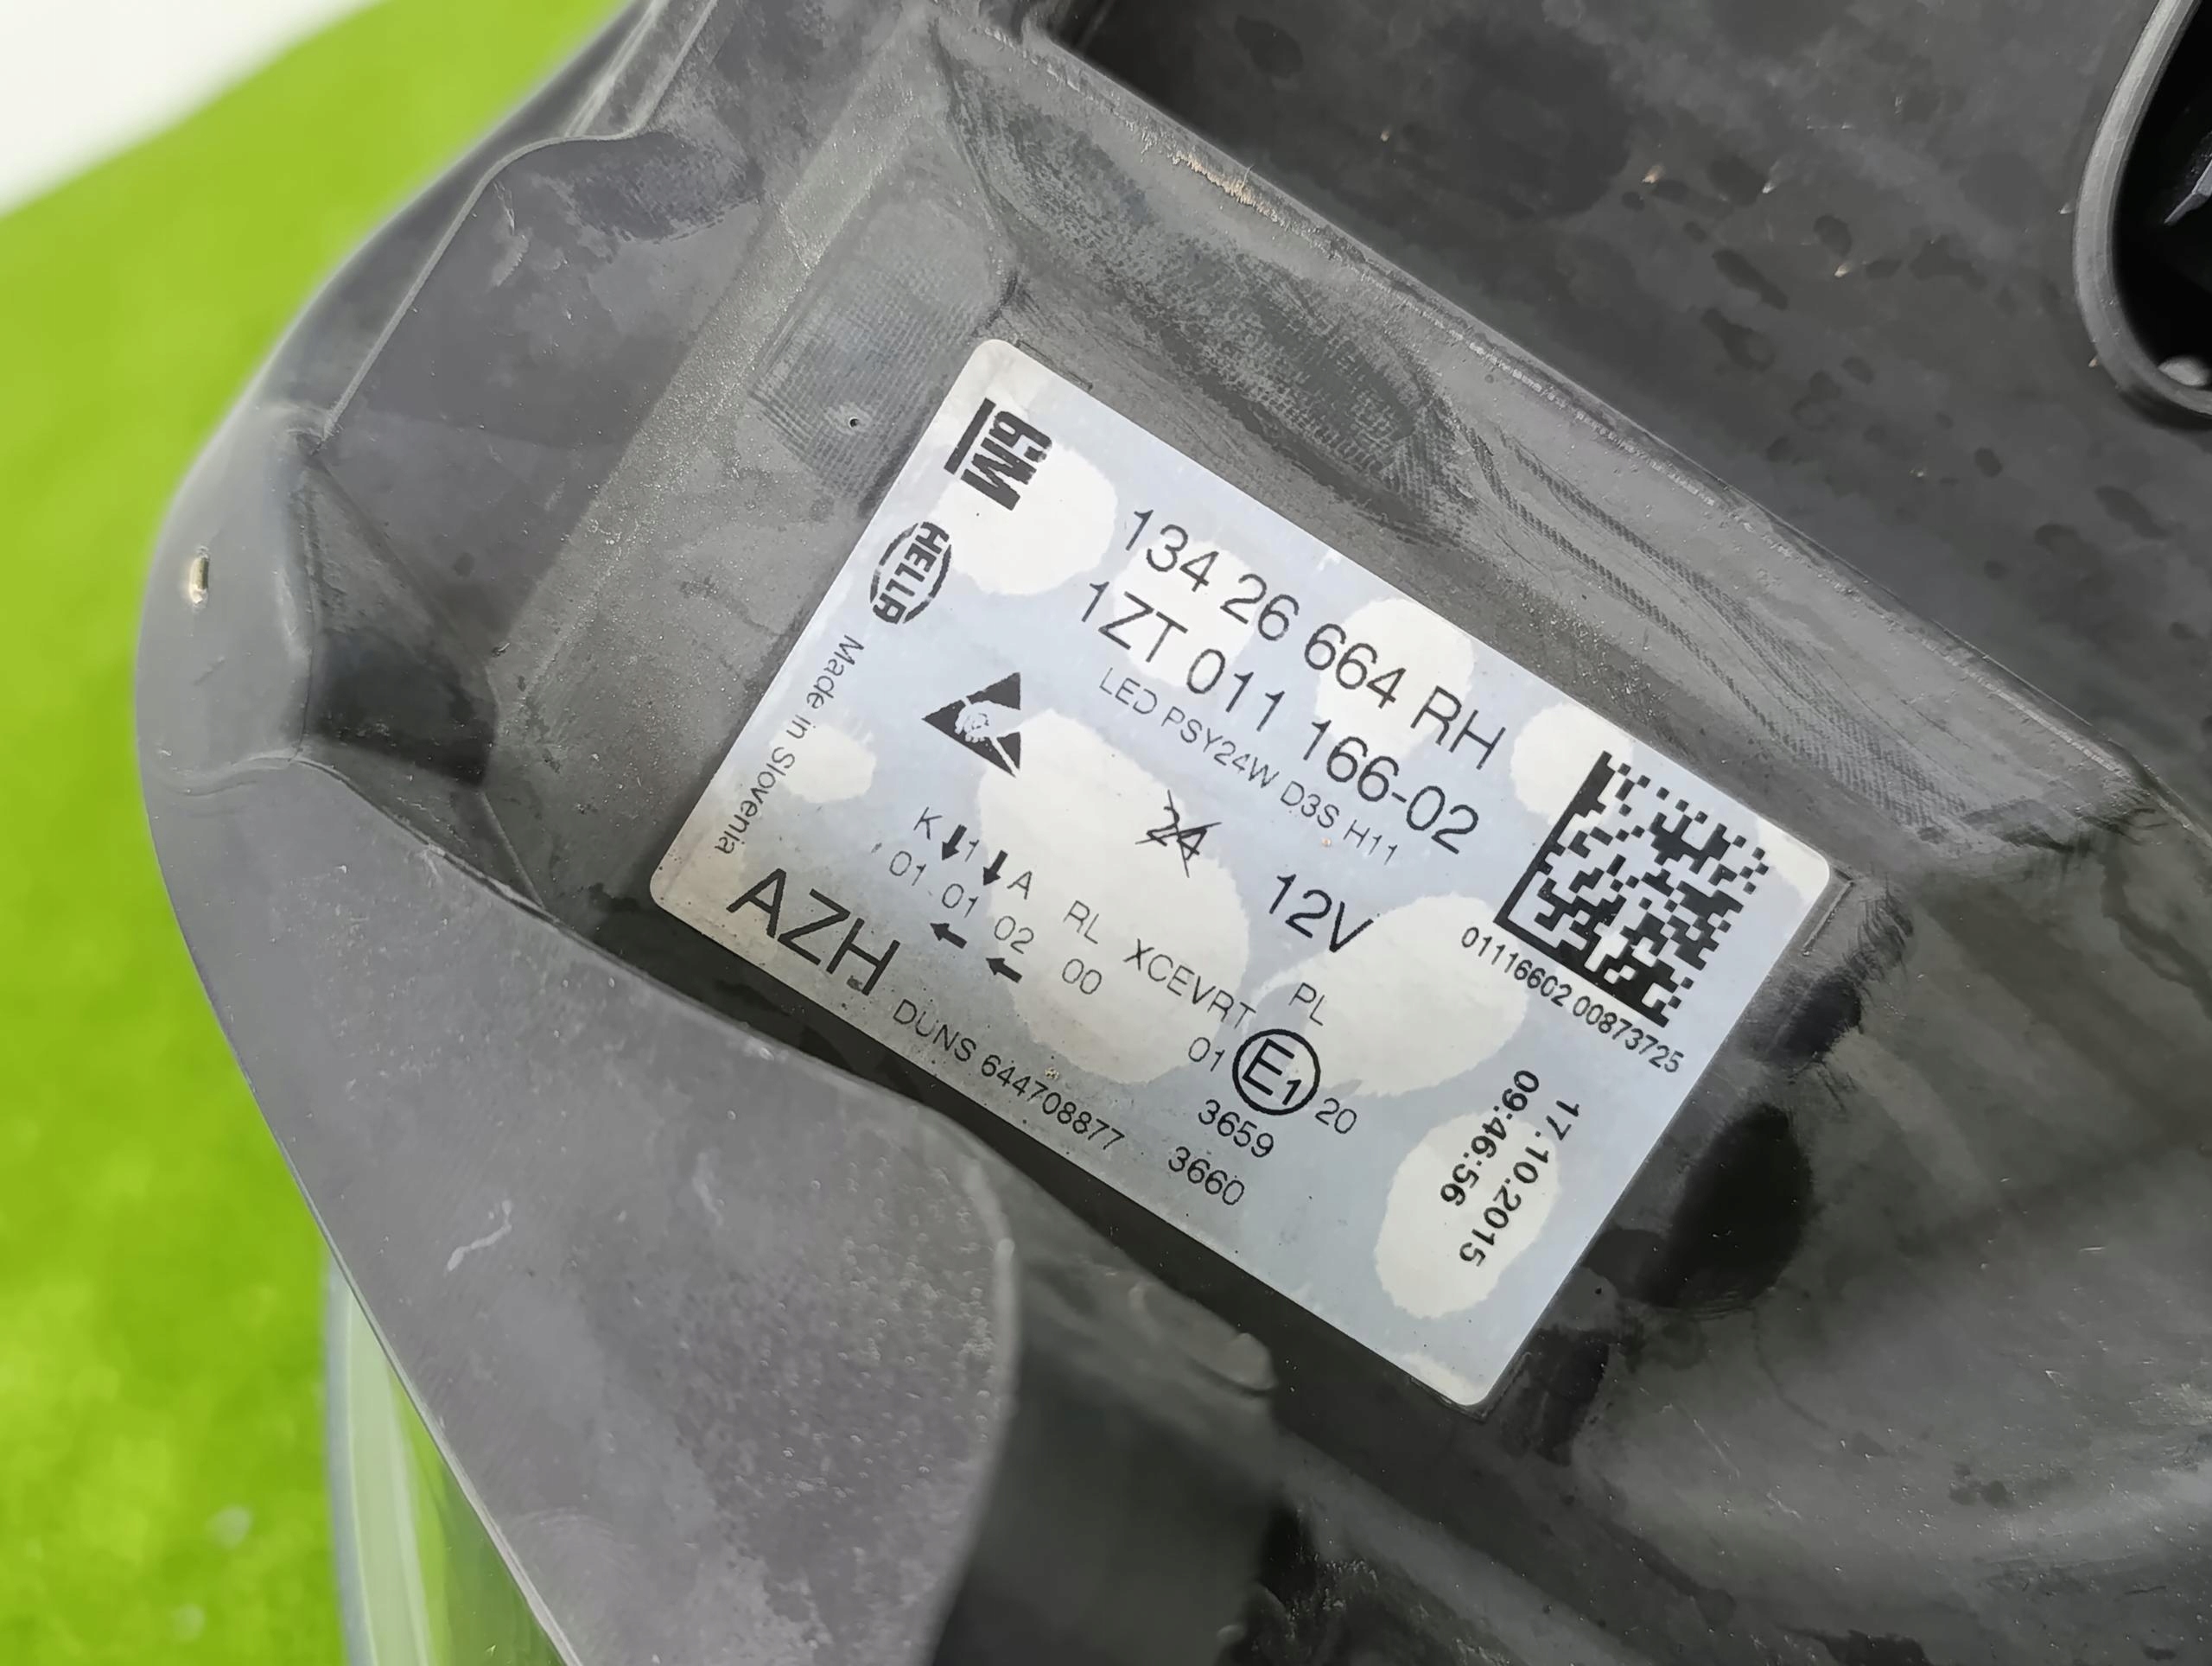 GM
HELLA
Made in Slovenia
134 26 664 RH
1ZT 011 166-02
LED PSY24W D3S H11
24
12V
01116602 00873725
17.10.2015
09:46:56
K 1 A RL XCEVRT PL
01 01 02 00 01 E1 20
3659
3660
AZH DUNS 644708877